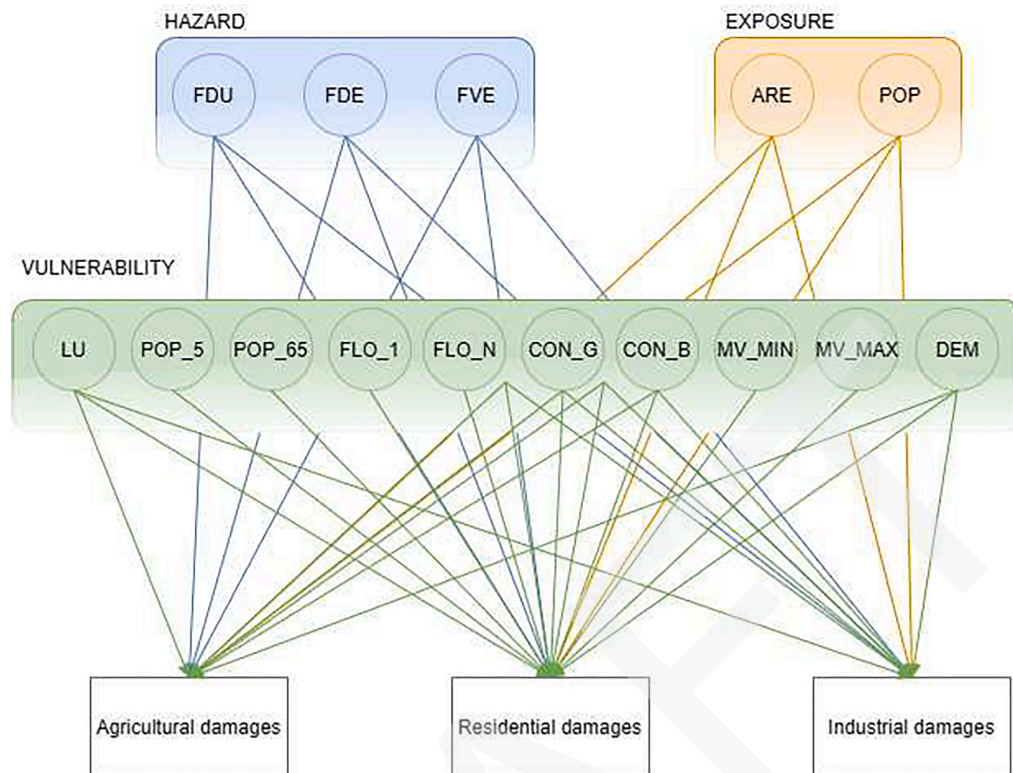 HAZARD
EXPOSURE
FDU
FDE
FVE
ARE
POP
VULNERABILITY
LU
POP_5
POP_65
FLO_1
FLO_N
CON_G
CON_B
MV_MIN
MV_MAX
DEM
Agricultural damages
Residential damages
Industrial damages